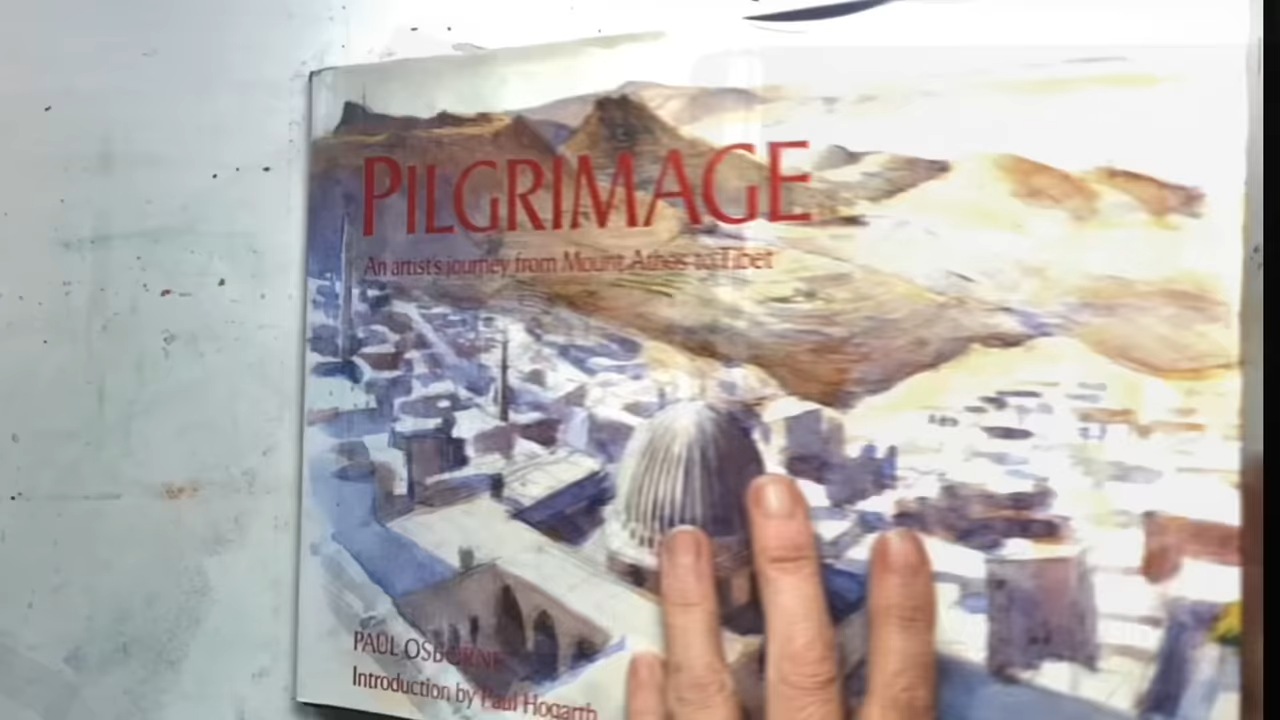 PILGRIMAGE
An artist's journey from Mount Athos to Tibet
PAUL OSBORNE
Introduction by Paul Hogarth